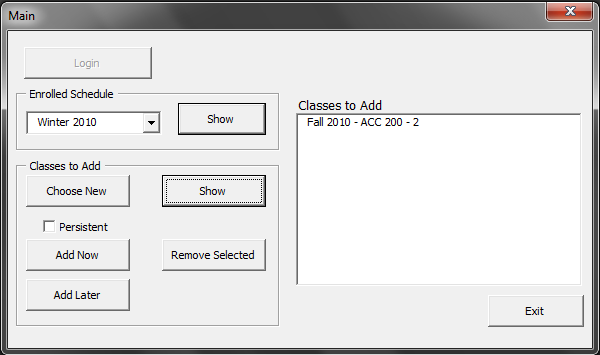 Main
Login
Enrolled Schedule
Winter 2010
Show
Classes to Add
Choose New
Show
Persistent
Add Now
Remove Selected
Add Later
Classes to Add
Fall 2010 - ACC 200 - 2
Exit